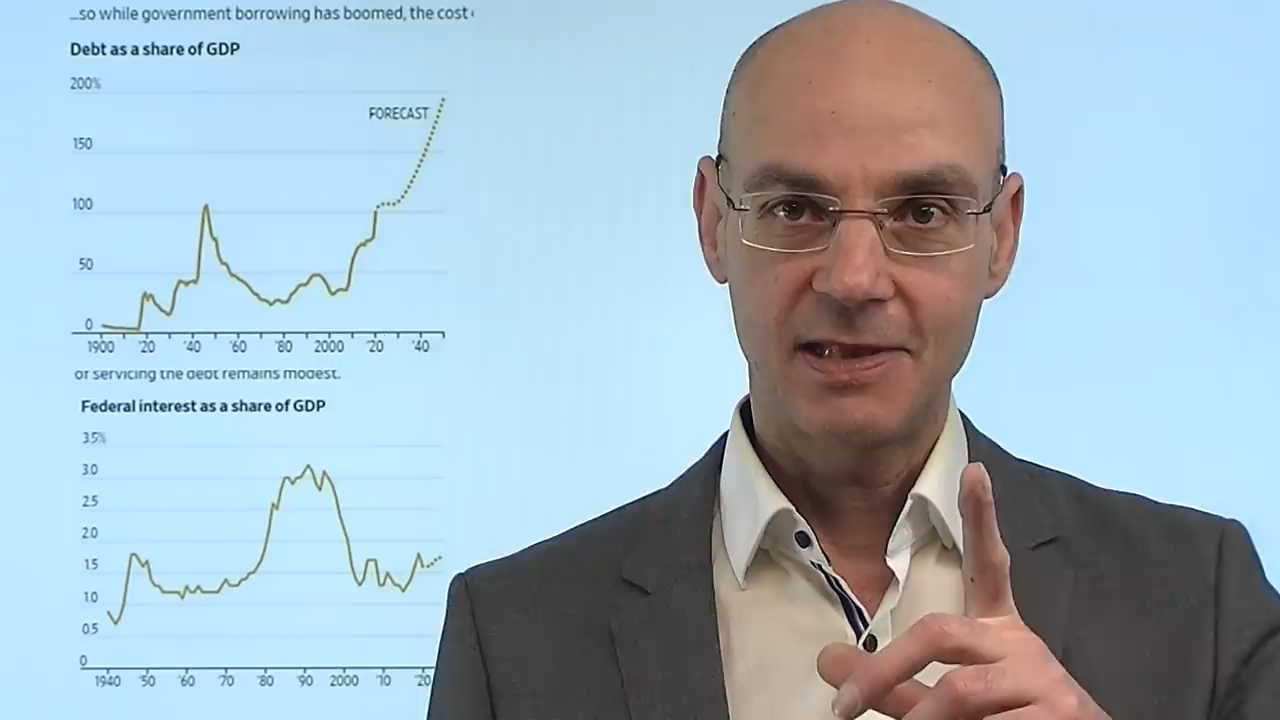 ...so while government borrowing has boomed, the cost
Debt as a share of GDP
200%
FORECAST
150
100
50
0
1900 '20 '40 '60 '80 2000 '20 '40
of servicing the debt remains modest.
Federal interest as a share of GDP
3.5%
3.0
2.5
2.0
1.5
1.0
0.5
0
1940 '50 '60 '70 '80 '90 2000 '10 '20